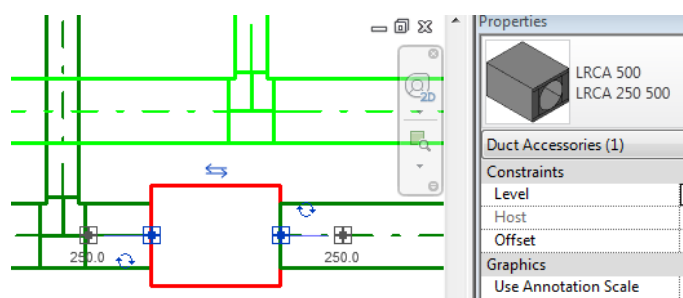 Properties
LRCA 500
LRCA 250 500
2D
Duct Accessories (1)
Constraints
Level
Host
Offset
Graphics
Use Annotation Scale
250.0
250.0